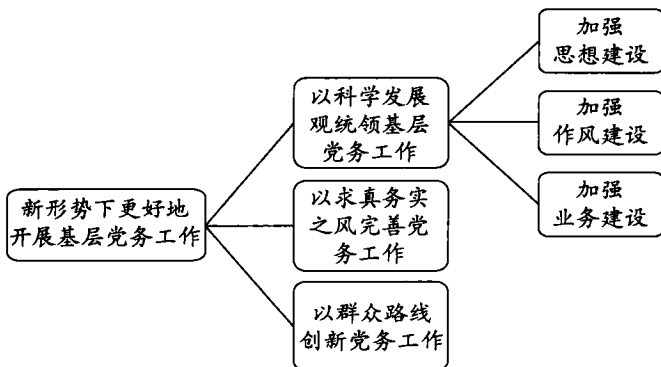 新形势下更好地
开展基层党务工作
以科学发展
观统领基层
党务工作
以求真务实
之风完善党
务工作
以群众路线
创新党务工作
加强
思想建设
加强
作风建设
加强
业务建设